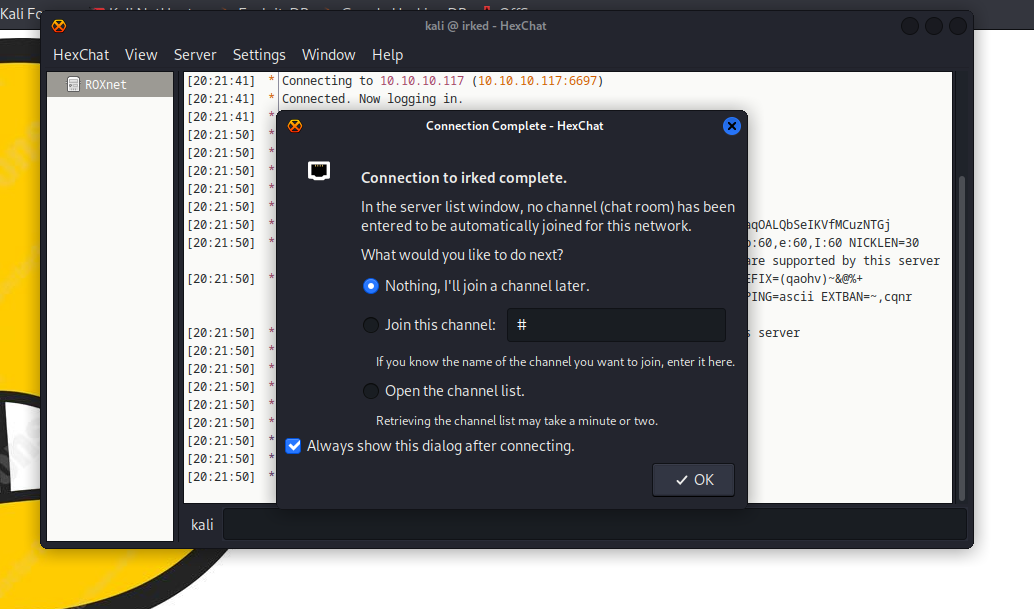 kali @ irked - HexChat
HexChat View Server Settings Window Help
ROXnet
[20:21:41] * Connecting to 10.10.10.117 (10.10.10.117:6697)
[20:21:41] * Connected. Now logging in.
[20:21:41] *
[20:21:50] *
[20:21:50] *
[20:21:50] *
[20:21:50] *
[20:21:50] *
[20:21:50] * aqOALQbSeIKVfMCuzNTGj
[20:21:50] * :60,e:60,I:60 NICKLEN=30
are supported by this server
[20:21:50] * EFIX=(qaohv)~&@%+
PING=ascii EXTBAN=~,cqnr
[20:21:50] * s server
[20:21:50] *
[20:21:50] *
[20:21:50] *
[20:21:50] *
[20:21:50] *
[20:21:50] *
[20:21:50] *
[20:21:50] *
Connection Complete - HexChat
Connection to irked complete.
In the server list window, no channel (chat room) has been
entered to be automatically joined for this network.
What would you like to do next?
Nothing, I'll join a channel later.
Join this channel: #
If you know the name of the channel you want to join, enter it here.
Open the channel list.
Retrieving the channel list may take a minute or two.
Always show this dialog after connecting.
OK
kali